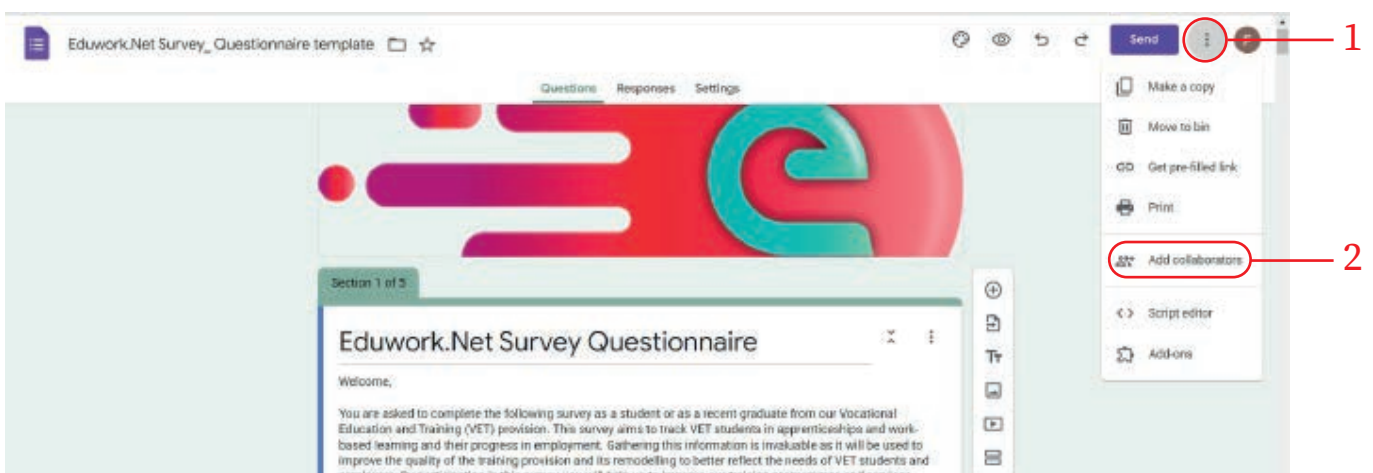 Eduwork.Net Survey_ Questionnaire template
Send
1
Questions Responses Settings
Make a copy
Move to bin
Get pre-filled link
Print
Add collaborators
2
Script editor
Add-ons
Section 1 of 5
Eduwork.Net Survey Questionnaire
Tт
Welcome,
You are asked to complete the following survey as a student or as a recent graduate from our Vocational
Education and Training (VET) provision. This survey aims to track VET students in apprenticeships and work-
based learning and their progress in employment. Gathering this information is invaluable as it will be used to
improve the quality of the training provision and its remodelling to better reflect the needs of VET students and